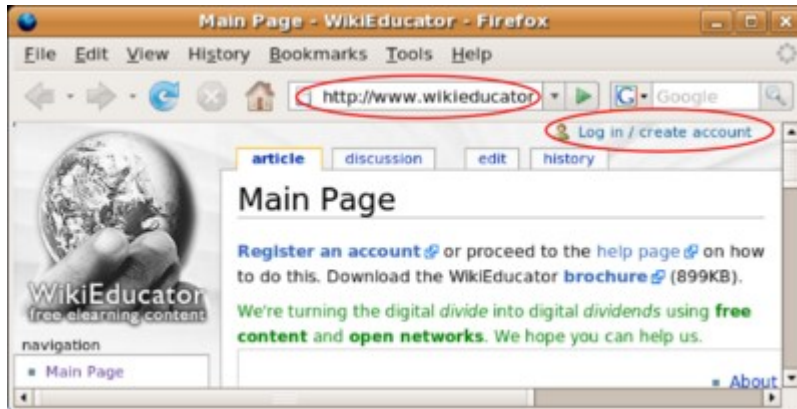 Main Page - WikiEducator - Firefox
File Edit View History Bookmarks Tools Help
http://www.wikieducator
Google
Log in / create account
article discussion edit history
Main Page
Register an account or proceed to the help page on how
to do this. Download the WikiEducator brochure (899KB).
We're turning the digital divide into digital dividends using free
content and open networks. We hope you can help us.
WikiEducator
free elearning content
navigation
Main Page
About